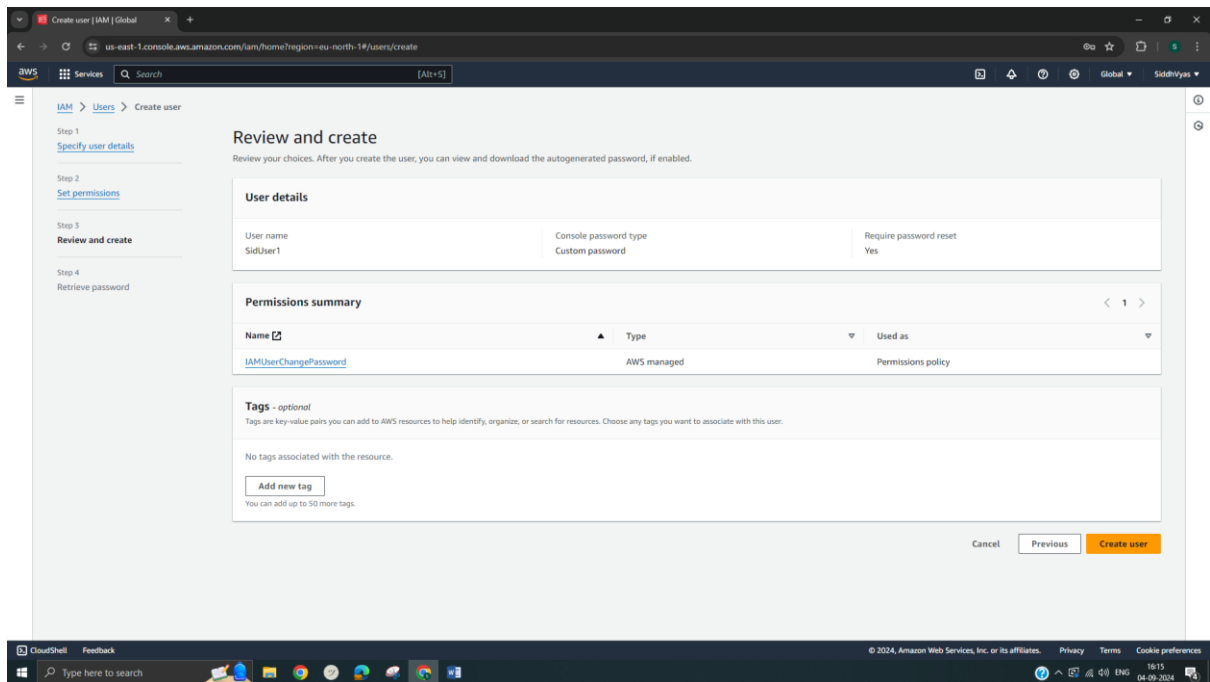 Create user | IAM | Global
us-east-1.console.aws.amazon.com/iam/home?region=eu-north-1#/users/create
aws Services Search [Alt+S] Global SiddhVyas
IAM > Users > Create user
Step 1
Specify user details
Step 2
Set permissions
Step 3
Review and create
Step 4
Retrieve password
Review and create
Review your choices. After you create the user, you can view and download the autogenerated password, if enabled.
User details
User name Console password type Require password reset
SidUser1 Custom password Yes
Permissions summary < 1 >
Name Type Used as
IAMUserChangePassword AWS managed Permissions policy
Tags - optional
Tags are key-value pairs you can add to AWS resources to help identify, organize, or search for resources. Choose any tags you want to associate with this user.
No tags associated with the resource.
Add new tag
You can add up to 50 more tags.
Cancel Previous Create user
CloudShell Feedback © 2024, Amazon Web Services, Inc. or its affiliates. Privacy Terms Cookie preferences
Type here to search ENG 16:15
04-09-2024